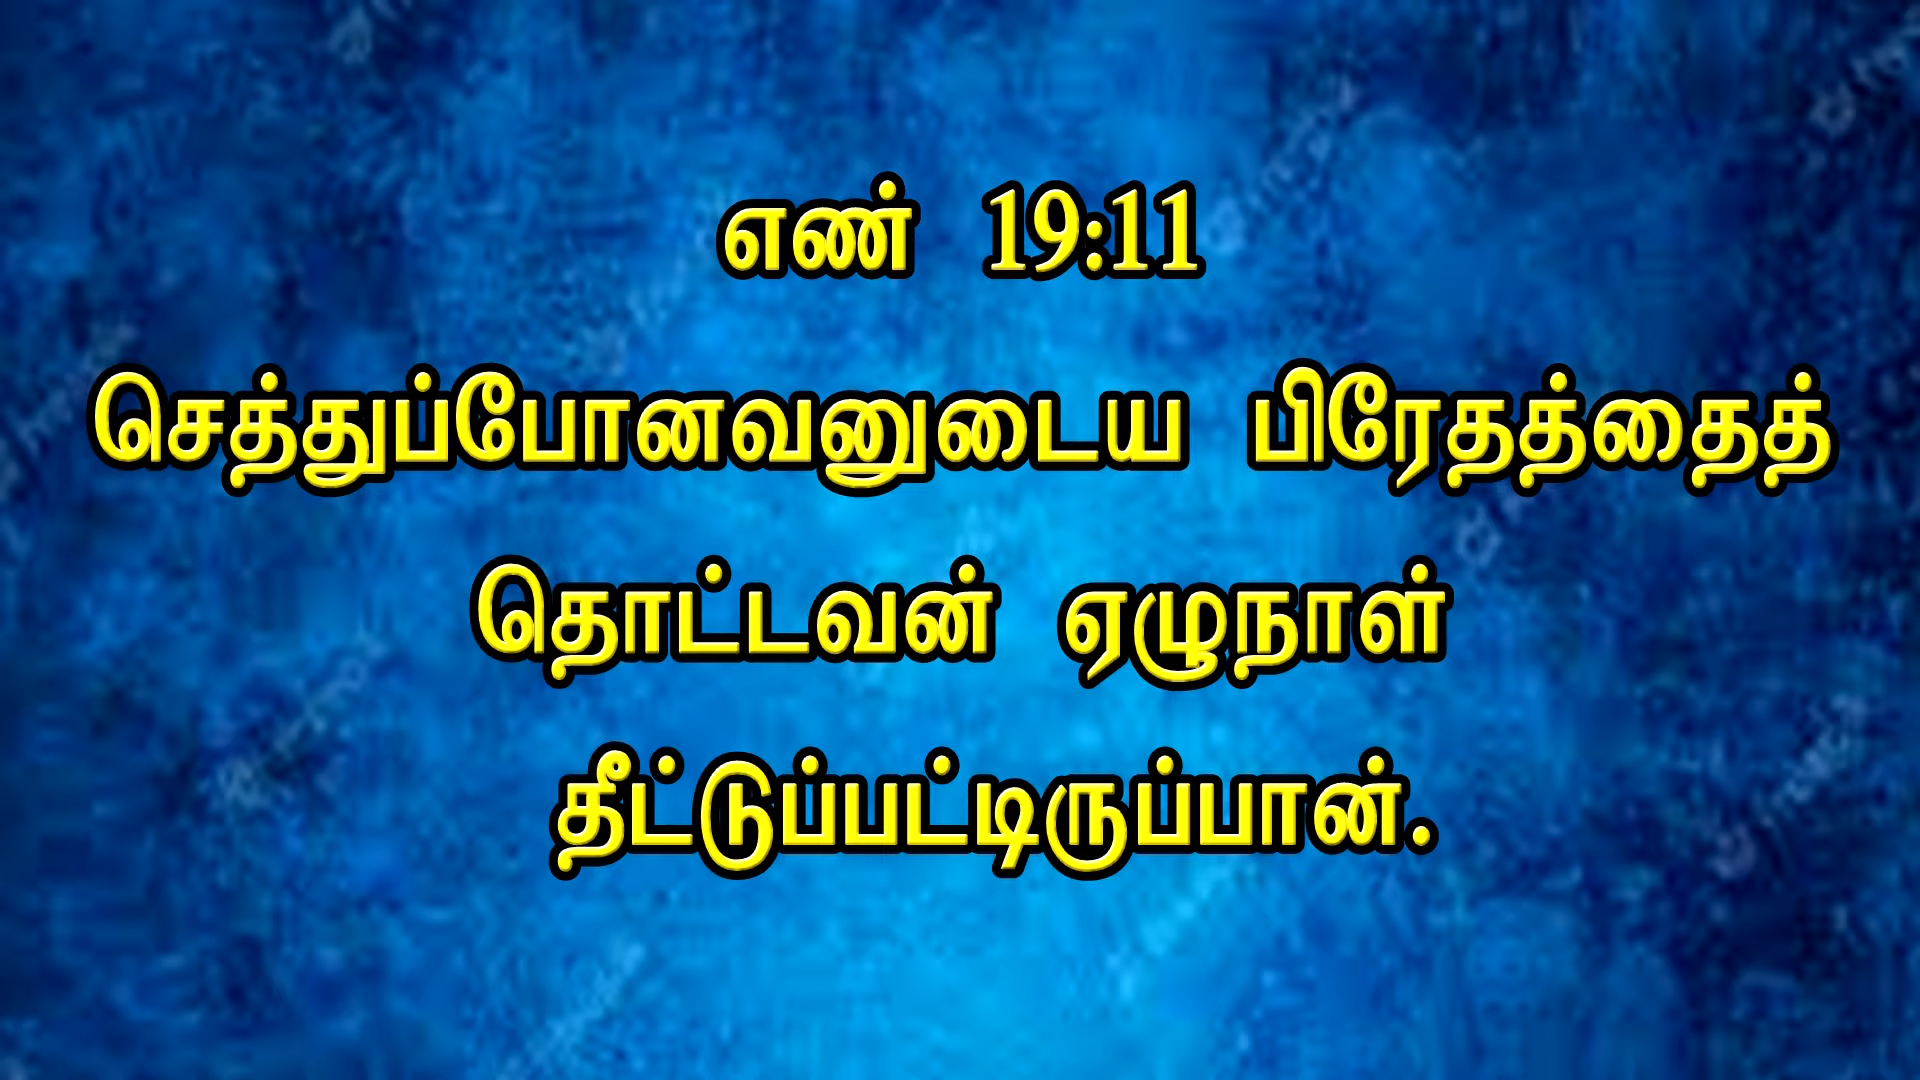 எண் 19:11
செத்துப்போனவனுடைய பிரேதத்தைத்
தொட்டவன் ஏழுநாள்
தீட்டுப்பட்டிருப்பான்.